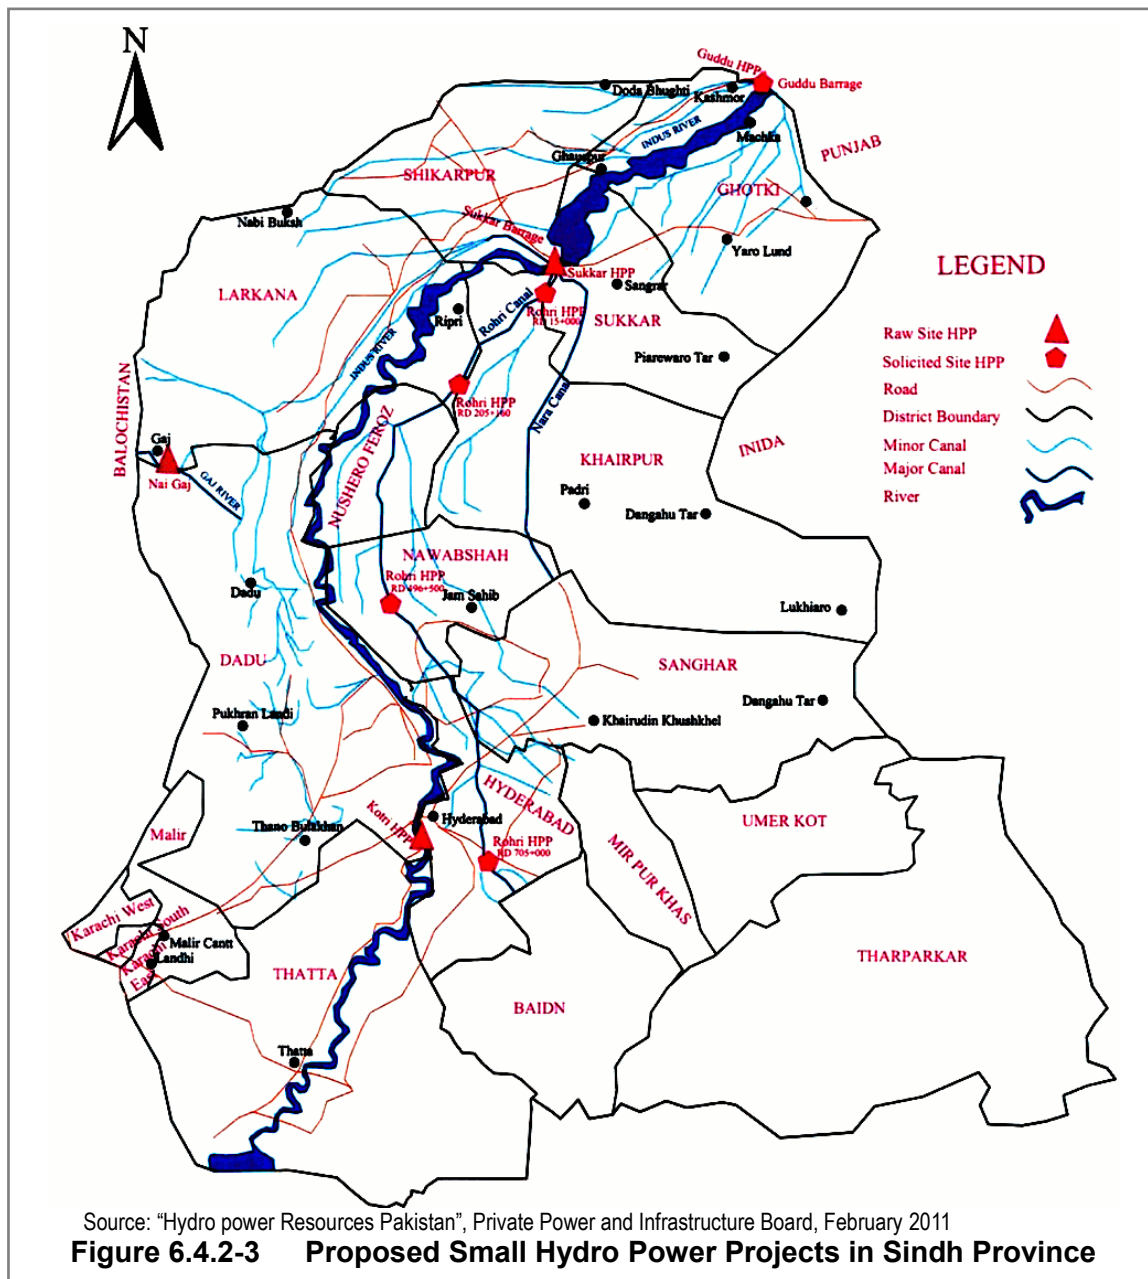 N
Guddu HPP
Guddu Barrage
Doda Bhughti
Kashmor
INDUS RIVER
Machka
PUNJAB
Ghauspur
SHIKARPUR
GHOTKI
Nabi Buksh
Sukkar Barrage
Yaro Lund
LEGEND
Sukkar HPP
Sangrar
LARKANA
Rohri Canal
Rohri HPP
RD 15+000
SUKKAR
Ripri
Raw Site HPP
Solicited Site HPP
Road
District Boundary
Minor Canal
Major Canal
River
INDUS RIVER
Piarewaro Tar
BALOCHISTAN
Rohri HPP
RD 205+160
Nara Canal
NUSHERO FEROZ
INIDA
Gaj
Nai Gaj
GAJ RIVER
KHAIRPUR
Padri
Dangahu Tar
NAWABSHAH
Rohri HPP
RD 496+500
Jam Sahib
Dadu
Lukhiaro
DADU
SANGHAR
Dangahu Tar
Pukhran Landi
Khairudin Khushkhel
HYDERABAD
Malir
Thano Bulakhan
Kotri HPP
Hyderabad
Rohri HPP
RD 705+000
MIR PUR KHAS
UMER KOT
Karachi West
Karachi South
Malir Cantt
Karachi
East
Landhi
THATTA
THARPARKAR
BAIDN
Thatta
Source: “Hydro power Resources Pakistan”, Private Power and Infrastructure Board, February 2011
Figure 6.4.2-3 Proposed Small Hydro Power Projects in Sindh Province